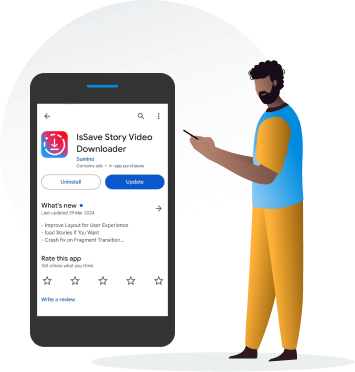 IsSave Story Video
Downloader
Sumino
Contains ads • In-app purchases
Uninstall
Update
What's new •
Last updated 29 Mar 2024
- Improve Layout for User Experience
- load Stories if You Want
- Crash fix on Fragment Transition...
Rate this app
Tell others what you think
Write a review